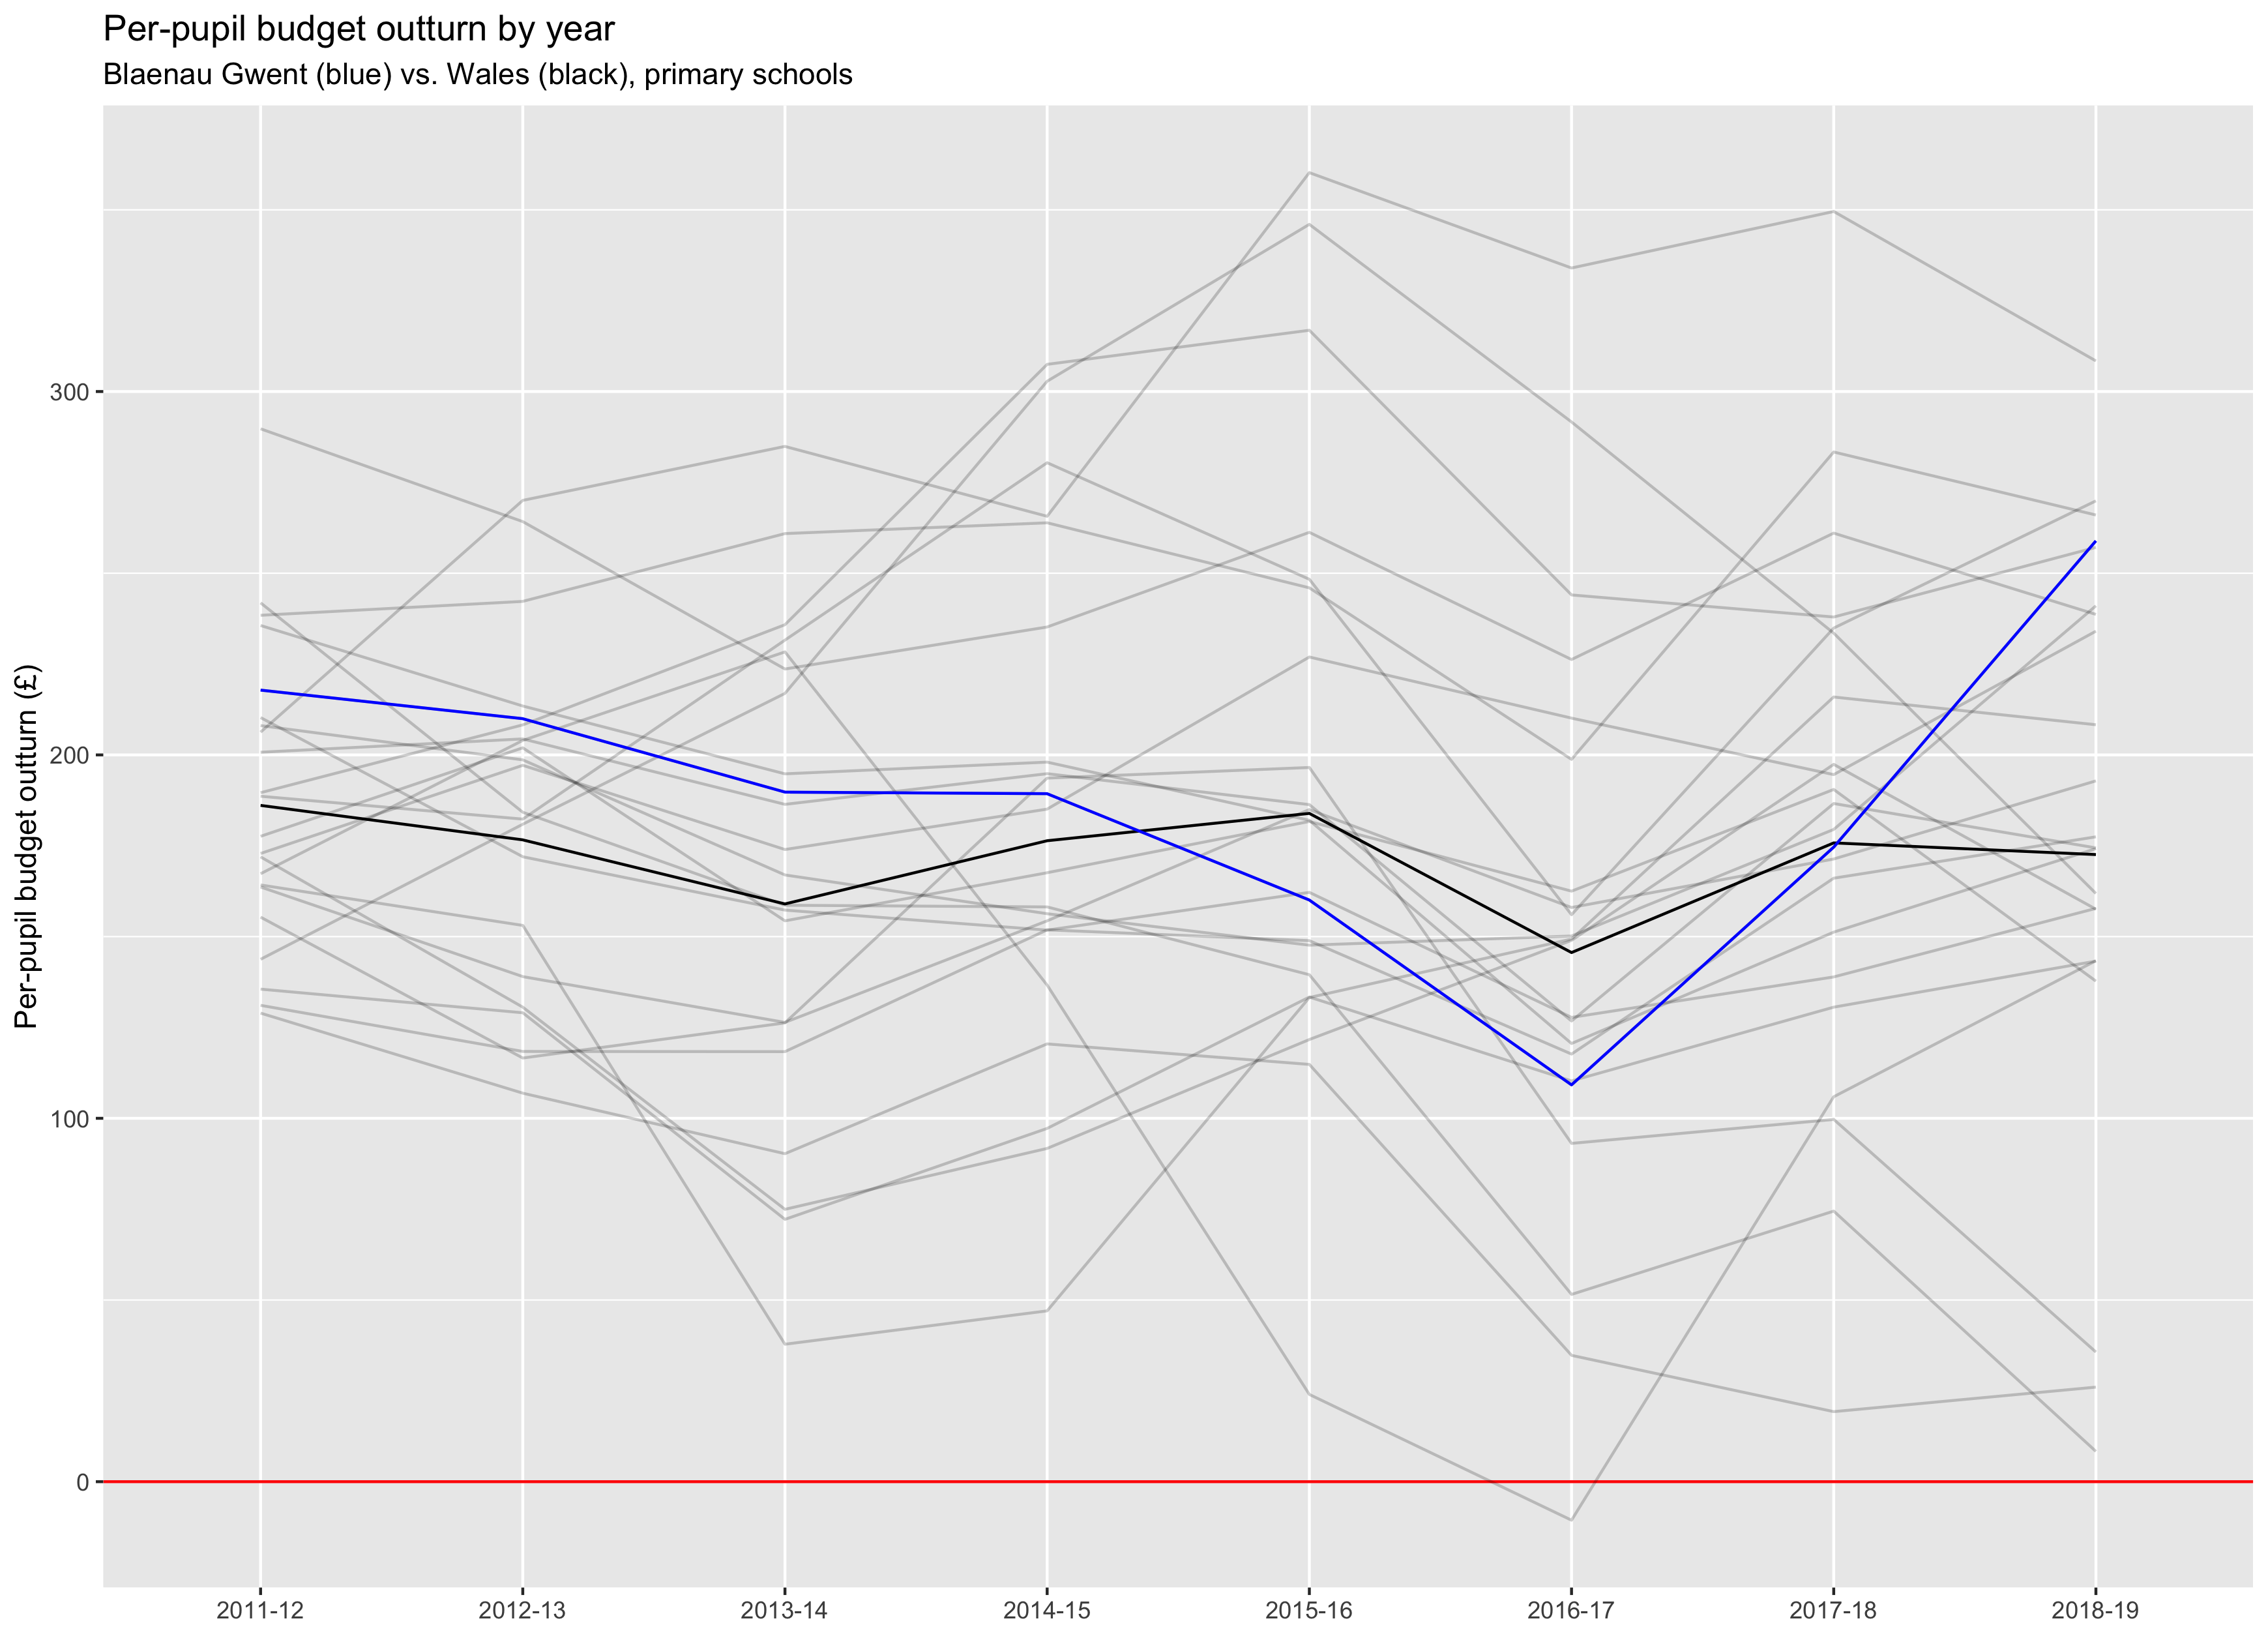 Per-pupil budget outturn by year
Blaenau Gwent (blue) vs. Wales (black), primary schools
Per-pupil budget outturn (£)
300
200
100
0
2011-12 2012-13 2013-14 2014-15 2015-16 2016-17 2017-18 2018-19